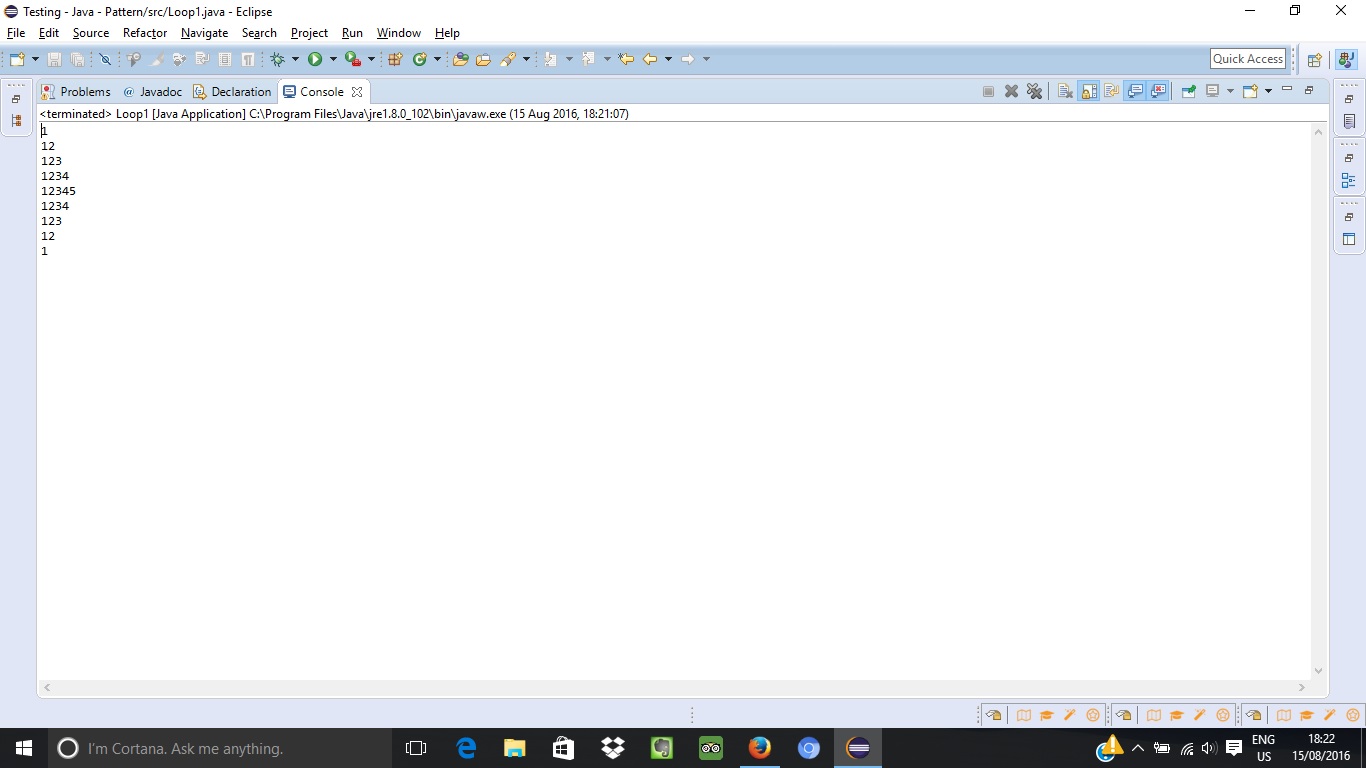 Testing - Java - Pattern/src/Loop1.java - Eclipse
File Edit Source Refactor Navigate Search Project Run Window Help
Quick Access
Problems @ Javadoc Declaration Console
<terminated> Loop1 [Java Application] C:\Program Files\Java\jre1.8.0_102\bin\javaw.exe (15 Aug 2016, 18:21:07)
1
12
123
1234
12345
1234
123
12
1
I'm Cortana. Ask me anything.
ENG
US
18:22
15/08/2016